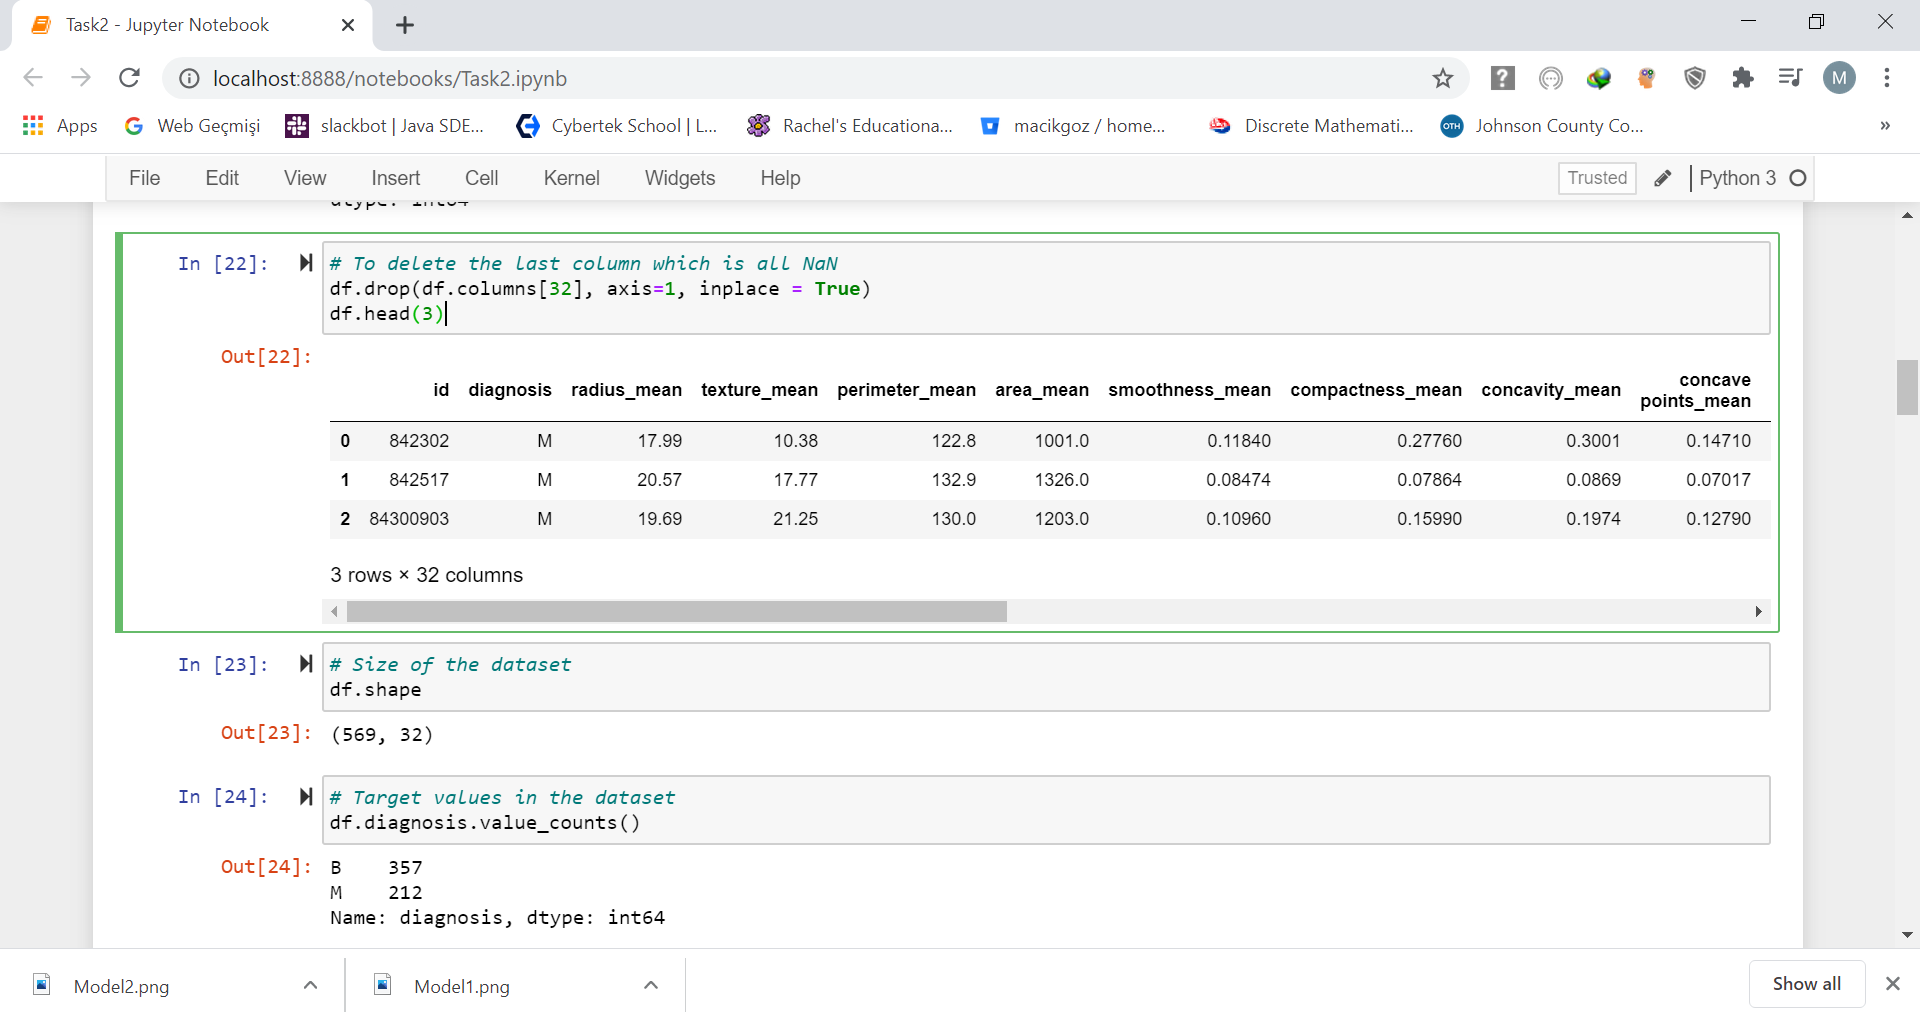 Task2 - Jupyter Notebook
localhost:8888/notebooks/Task2.ipynb
M
Apps
Web Geçmişi
slackbot | Java SDE...
Cybertek School | L...
Rachel's Educationa...
macikgoz / home...
Discrete Mathemati...
OTH
Johnson County Co...
»
File Edit View Insert Cell Kernel Widgets Help Trusted Python 3
dtype: int64
In [22]:
# To delete the last column which is all NaN
df.drop(df.columns[32], axis=1, inplace = True)
df.head(3)
Out[22]:
id diagnosis radius_mean texture_mean perimeter_mean area_mean smoothness_mean compactness_mean concavity_mean concave points_mean
0 842302 M 17.99 10.38 122.8 1001.0 0.11840 0.27760 0.3001 0.14710
1 842517 M 20.57 17.77 132.9 1326.0 0.08474 0.07864 0.0869 0.07017
2 84300903 M 19.69 21.25 130.0 1203.0 0.10960 0.15990 0.1974 0.12790
3 rows × 32 columns
In [23]:
# Size of the dataset
df.shape
Out[23]: (569, 32)
In [24]:
# Target values in the dataset
df.diagnosis.value_counts()
Out[24]: B 357
M 212
Name: diagnosis, dtype: int64
Model2.png
Model1.png
Show all